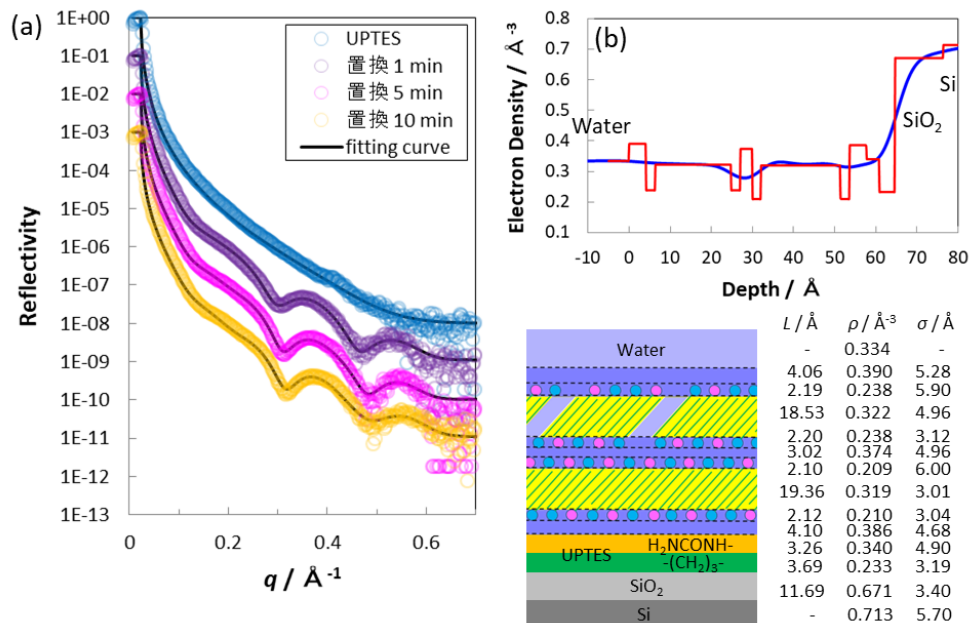 (a)
1E+00
1E-01
1E-02
1E-03
1E-04
1E-05
1E-06
1E-07
1E-08
1E-09
1E-10
1E-11
1E-12
1E-13
Reflectivity
0
0.2
0.4
0.6
q / Å -1
UPTES
置換 1 min
置換 5 min
置換 10 min
fitting curve
(b)
Electron Density / Å -3
0.7
0.6
0.5
0.4
0.3
0.2
0.1
Water
Si
SiO2
-10 0 10 20 30 40 50 60 70 80
Depth / Å
L / Å ρ / Å-3 σ / Å
Water - 0.334 -
4.06 0.390 5.28
2.19 0.238 5.90
18.53 0.322 4.96
2.20 0.238 3.12
3.02 0.374 4.96
2.10 0.209 6.00
19.36 0.319 3.01
2.12 0.210 3.04
4.10 0.386 4.68
H2NCONH- 3.26 0.340 4.90
UPTES -(CH2)3- 3.69 0.233 3.19
SiO2 11.69 0.671 3.40
Si - 0.713 5.70